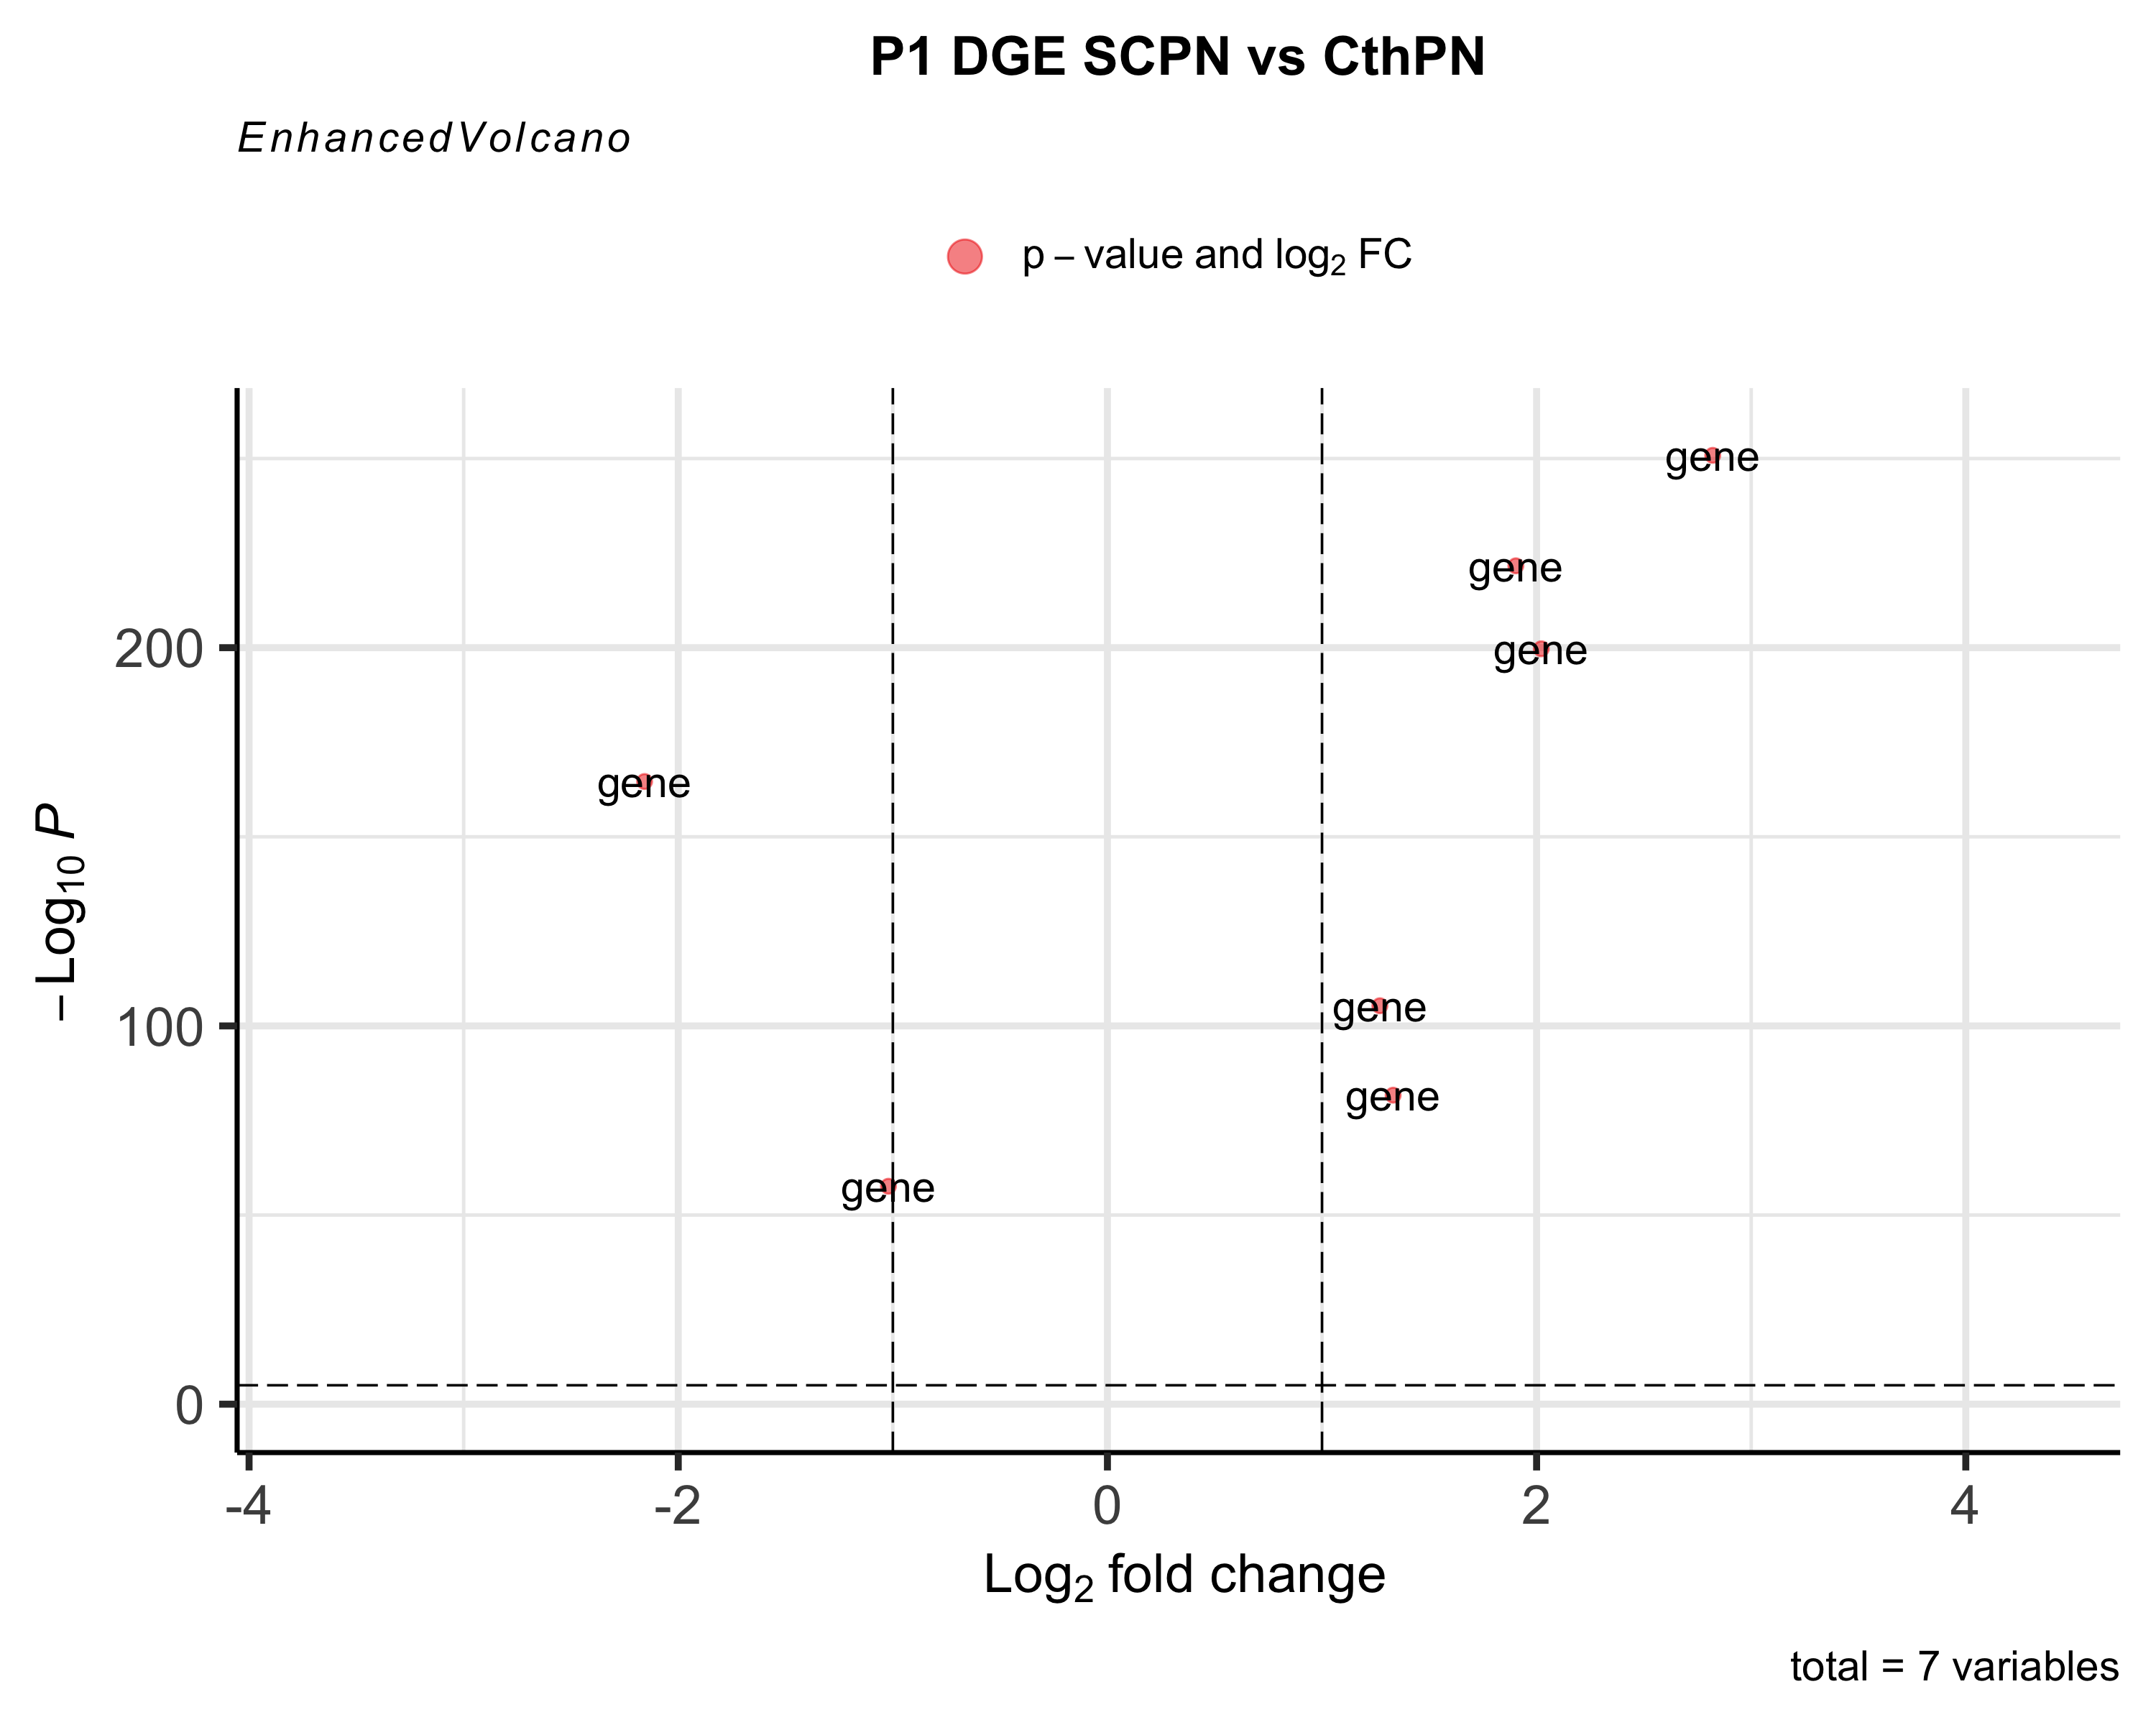 P1 DGE SCPN vs CthPN
EnhancedVolcano
p – value and log₂ FC
gene
gene
200
gene
gene
– Log₁₀ P
100
gene
gene
gene
0
-4 -2 0 2 4
Log₂ fold change
total = 7 variables